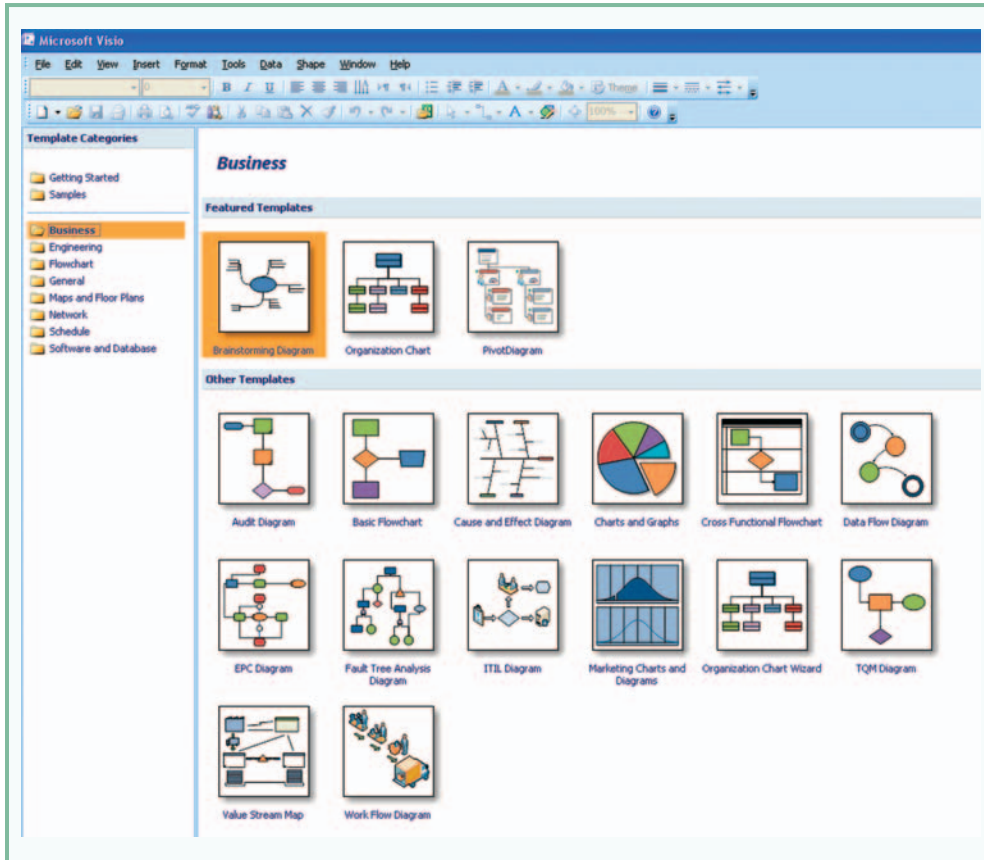 Microsoft Visio
File Edit View Insert Format Tools Data Shape Window Help
0 B I U Theme
A 100%
Template Categories
Getting Started
Samples
Business
Engineering
Flowchart
General
Maps and Floor Plans
Network
Schedule
Software and Database
Business
Featured Templates
Brainstorming Diagram Organization Chart PivotDiagram
Other Templates
Audit Diagram Basic Flowchart Cause and Effect Diagram Charts and Graphs Cross Functional Flowchart Data Flow Diagram
EPC Diagram Fault Tree Analysis Diagram ITIL Diagram Marketing Charts and Diagrams Organization Chart Wizard TQM Diagram
Value Stream Map Work Flow Diagram